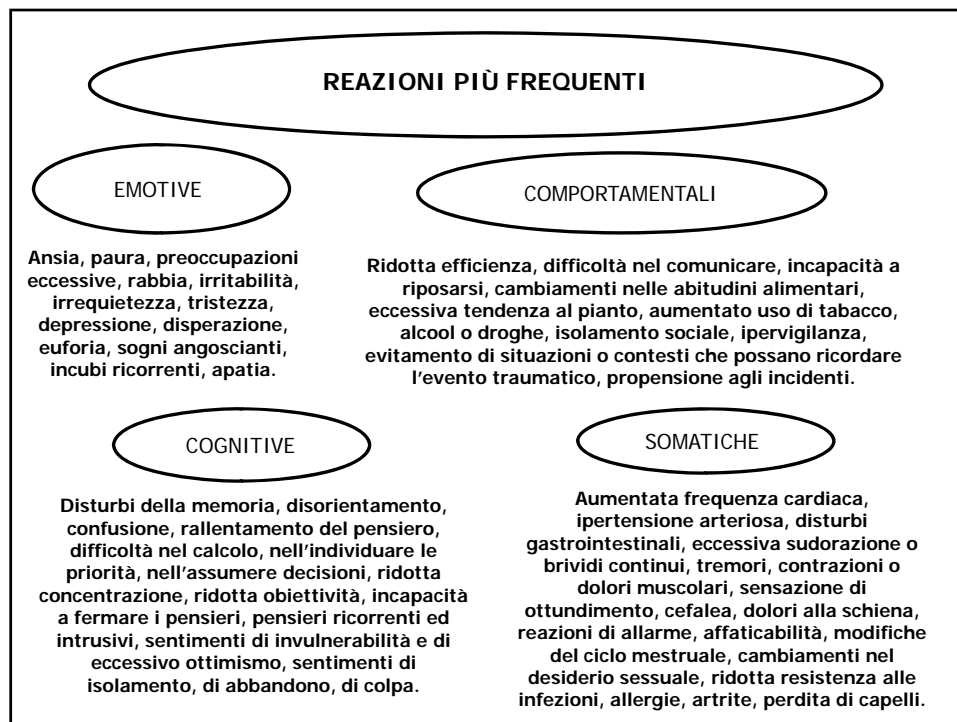 REAZIONI PIÙ FREQUENTI
EMOTIVE
Ansia, paura, preoccupazioni
eccessive, rabbia, irritabilità,
irrequietezza, tristezza,
depressione, disperazione,
euforia, sogni angoscianti,
incubi ricorrenti, apatia.
COMPORTAMENTALI
Ridotta efficienza, difficoltà nel comunicare, incapacità a
riposarsi, cambiamenti nelle abitudini alimentari,
eccessiva tendenza al pianto, aumentato uso di tabacco,
alcool o droghe, isolamento sociale, ipervigilanza,
evitamento di situazioni o contesti che possano ricordare
l'evento traumatico, propensione agli incidenti.
COGNITIVE
Disturbi della memoria, disorientamento,
confusione, rallentamento del pensiero,
difficoltà nel calcolo, nell'individuare le
priorità, nell'assumere decisioni, ridotta
concentrazione, ridotta obiettività, incapacità
a fermare i pensieri, pensieri ricorrenti ed
intrusivi, sentimenti di invulnerabilità e di
eccessivo ottimismo, sentimenti di
isolamento, di abbandono, di colpa.
SOMATICHE
Aumentata frequenza cardiaca,
ipertensione arteriosa, disturbi
gastrointestinali, eccessiva sudorazione o
brividi continui, tremori, contrazioni o
dolori muscolari, sensazione di
ottundimento, cefalea, dolori alla schiena,
reazioni di allarme, affaticabilità, modifiche
del ciclo mestruale, cambiamenti nel
desiderio sessuale, ridotta resistenza alle
infezioni, allergie, artrite, perdita di capelli.